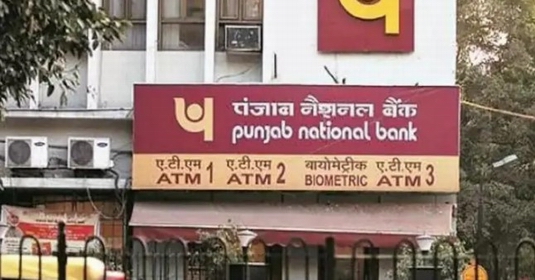 पंजाब नैशनल बैंक
punjab national bank
ए.टी.एम ए.टी.एम बायोमेट्रीक ए.टी.एम
ATM 1 ATM 2 BIOMETRIC ATM 3